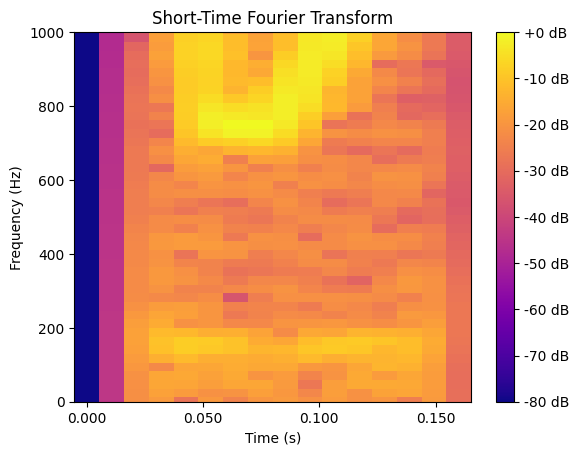 Short-Time Fourier Transform
1000
800
600
400
200
0
Frequency (Hz)
0.000
0.050
0.100
0.150
Time (s)
+0 dB
-10 dB
-20 dB
-30 dB
-40 dB
-50 dB
-60 dB
-70 dB
-80 dB